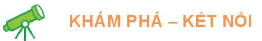 KHÁM PHÁ – KẾT NỐI